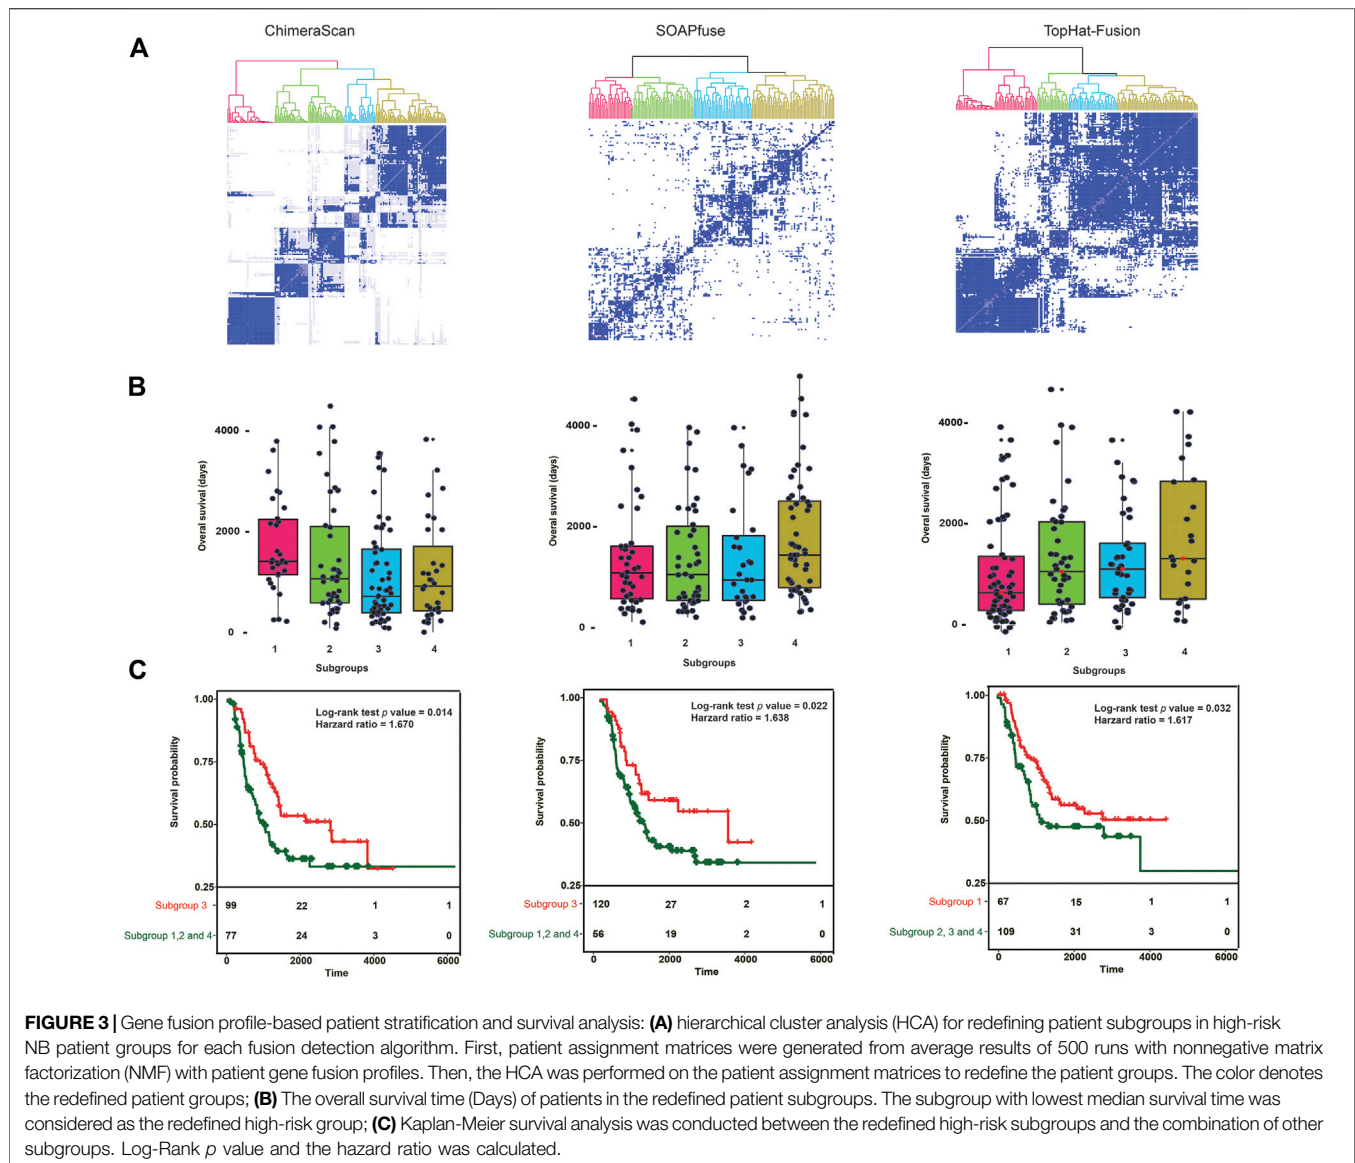 A
ChimeraScan
SOAPfuse
TopHat-Fusion
B
Overal suvival (days)
4000 -
2000 -
0 -
1 2 3 4
Subgroups
Overal suvival (days)
4000 -
2000 -
0 -
1 2 3 4
Subgroups
Overal suvival (days)
4000 -
2000 -
0 -
1 2 3 4
Subgroups
C
Survival probability
1.00
0.75
0.50
0.25
Log-rank test p value = 0.014
Harzard ratio = 1.670
Subgroup 3 99 22 1 1
Subgroup 1,2 and 4 77 24 3 0
0 2000 4000 6000
Time
Survival probability
1.00
0.75
0.50
0.25
Log-rank test p value = 0.022
Harzard ratio = 1.638
Subgroup 3 120 27 2 1
Subgroup 1,2 and 4 56 19 2 0
0 2000 4000 6000
Time
Survival probability
1.00
0.75
0.50
0.25
Log-rank test p value = 0.032
Harzard ratio = 1.617
Subgroup 1 67 15 1 1
Subgroup 2, 3 and 4 109 31 3 0
0 2000 4000 6000
Time
FIGURE 3 | Gene fusion profile-based patient stratification and survival analysis: (A) hierarchical cluster analysis (HCA) for redefining patient subgroups in high-risk
NB patient groups for each fusion detection algorithm. First, patient assignment matrices were generated from average results of 500 runs with nonnegative matrix
factorization (NMF) with patient gene fusion profiles. Then, the HCA was performed on the patient assignment matrices to redefine the patient groups. The color denotes
the redefined patient groups; (B) The overall survival time (Days) of patients in the redefined patient subgroups. The subgroup with lowest median survival time was
considered as the redefined high-risk group; (C) Kaplan-Meier survival analysis was conducted between the redefined high-risk subgroups and the combination of other
subgroups. Log-Rank p value and the hazard ratio was calculated.